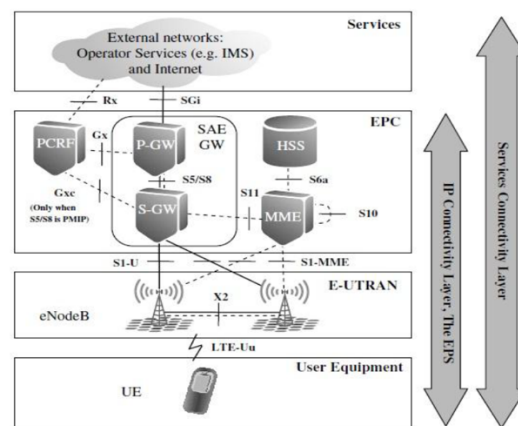 Services
External networks:
Operator Services (e.g. IMS)
and Internet
Rx
SGi
EPC
SAE
GW
PCRF
Gx
P-GW
HSS
S5/S8
S6a
Gxc
(Only when
S5/S8 is PMIP)
S-GW
S11
MME
S10
S1-U
S1-MME
E-UTRAN
X2
eNodeB
LTE-Uu
User Equipment
UE
IP Connectivity Layer, The EPS
Services Connectivity Layer